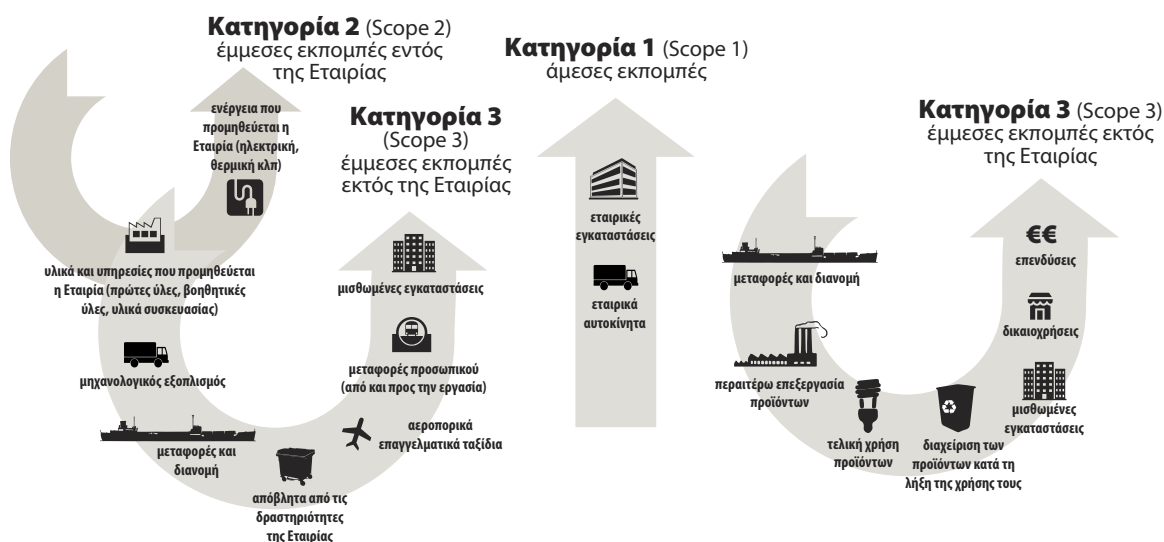 Κατηγορία 2 (Scope 2)
έμμεσες εκπομπές εντός
της Εταιρίας
ενέργεια που
προμηθεύεται η
Εταιρία (ηλεκτρική,
θερμική κλπ)
υλικά και υπηρεσίες που προμηθεύεται
η Εταιρία (πρώτες ύλες, βοηθητικές
ύλες, υλικά συσκευασίας)
μηχανολογικός εξοπλισμός
μεταφορές και
διανομή
απόβλητα από τις
δραστηριότητες
της Εταιρίας
αεροπορικά
επαγγελματικά ταξίδια
μεταφορές προσωπικού
(από και προς την εργασία)
μισθωμένες εγκαταστάσεις
Κατηγορία 3
(Scope 3)
έμμεσες εκπομπές
εκτός της Εταιρίας
Κατηγορία 1 (Scope 1)
άμεσες εκπομπές
εταιρικές
εγκαταστάσεις
εταιρικά
αυτοκίνητα
Κατηγορία 3 (Scope 3)
έμμεσες εκπομπές εκτός
της Εταιρίας
μεταφορές και διανομή
περαιτέρω επεξεργασία
προϊόντων
τελική χρήση
προϊόντων
διαχείριση των
προϊόντων κατά τη
λήξη της χρήσης τους
μισθωμένες
εγκαταστάσεις
δικαιοχρήσεις
€€
επενδύσεις